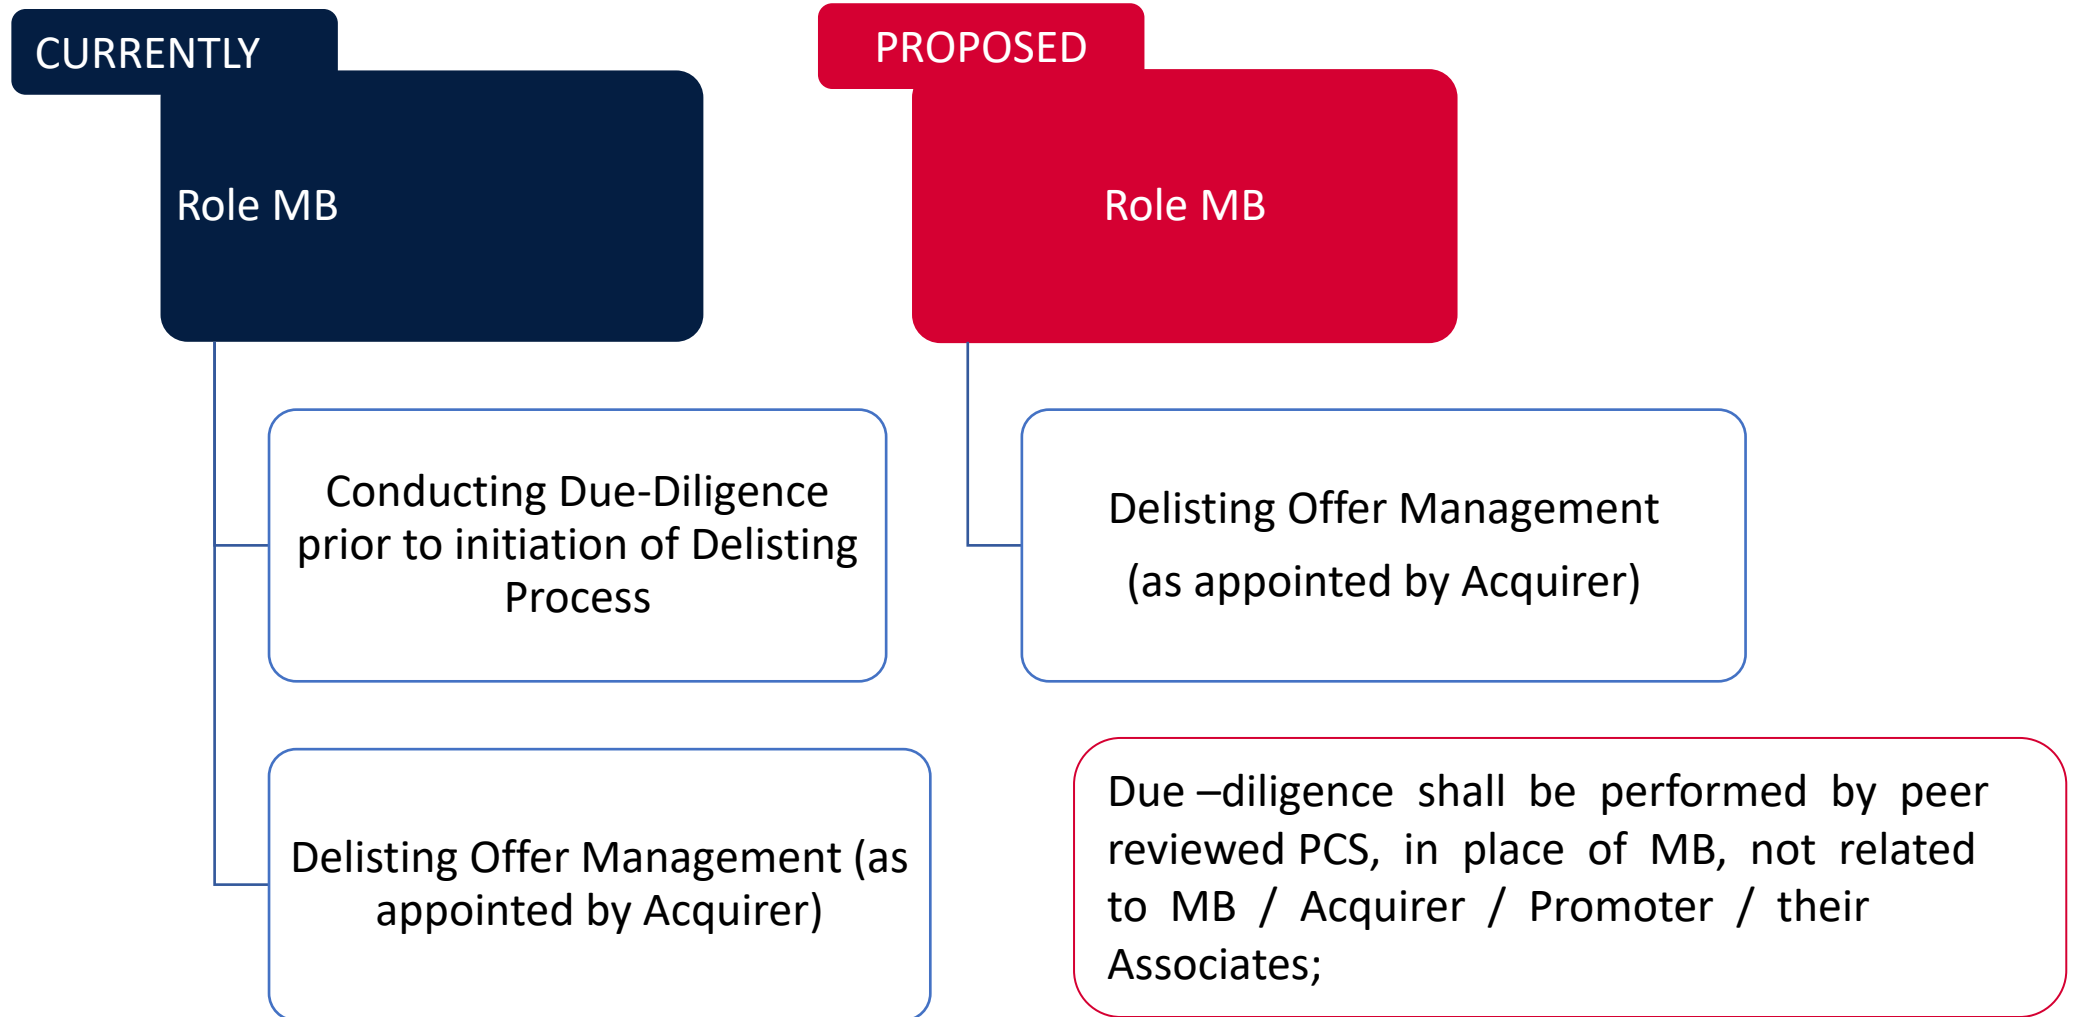 CURRENTLY
Role MB
Conducting Due-Diligence
prior to initiation of Delisting
Process
Delisting Offer Management (as
appointed by Acquirer)
PROPOSED
Role MB
Delisting Offer Management
(as appointed by Acquirer)
Due –diligence shall be performed by peer
reviewed PCS, in place of MB, not related
to MB / Acquirer / Promoter / their
Associates;